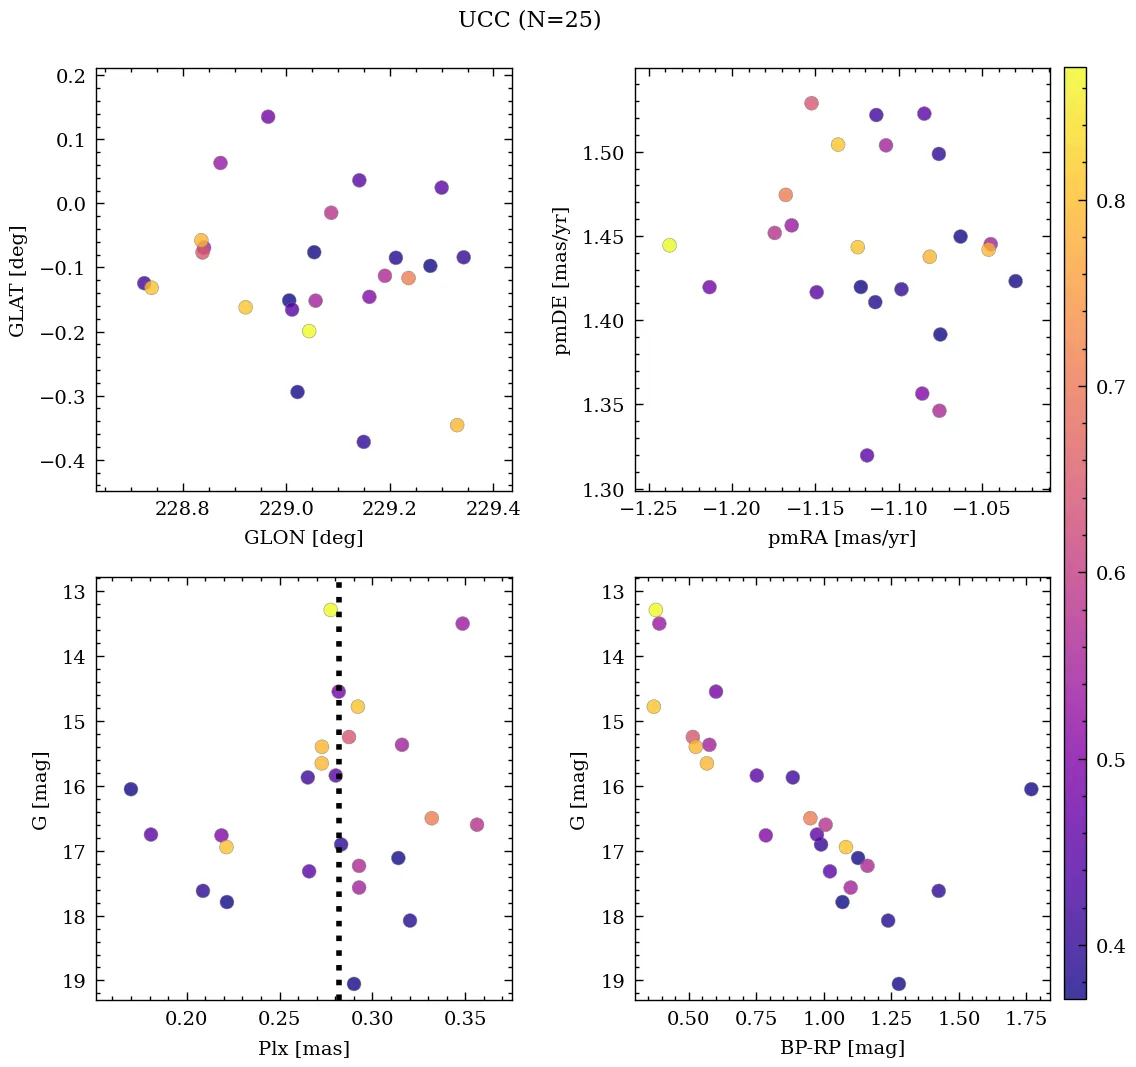 UCC (N=25)
0.2
0.1
0.0
−0.1
−0.2
−0.3
−0.4
GLAT [deg]
228.8 229.0 229.2 229.4
GLON [deg]
1.50
1.45
1.40
1.35
1.30
pmDE [mas/yr]
−1.25 −1.20 −1.15 −1.10 −1.05
pmRA [mas/yr]
13
14
15
16
17
18
19
G [mag]
0.20 0.25 0.30 0.35
Plx [mas]
13
14
15
16
17
18
19
G [mag]
0.50 0.75 1.00 1.25 1.50 1.75
BP-RP [mag]
0.8
0.7
0.6
0.5
0.4